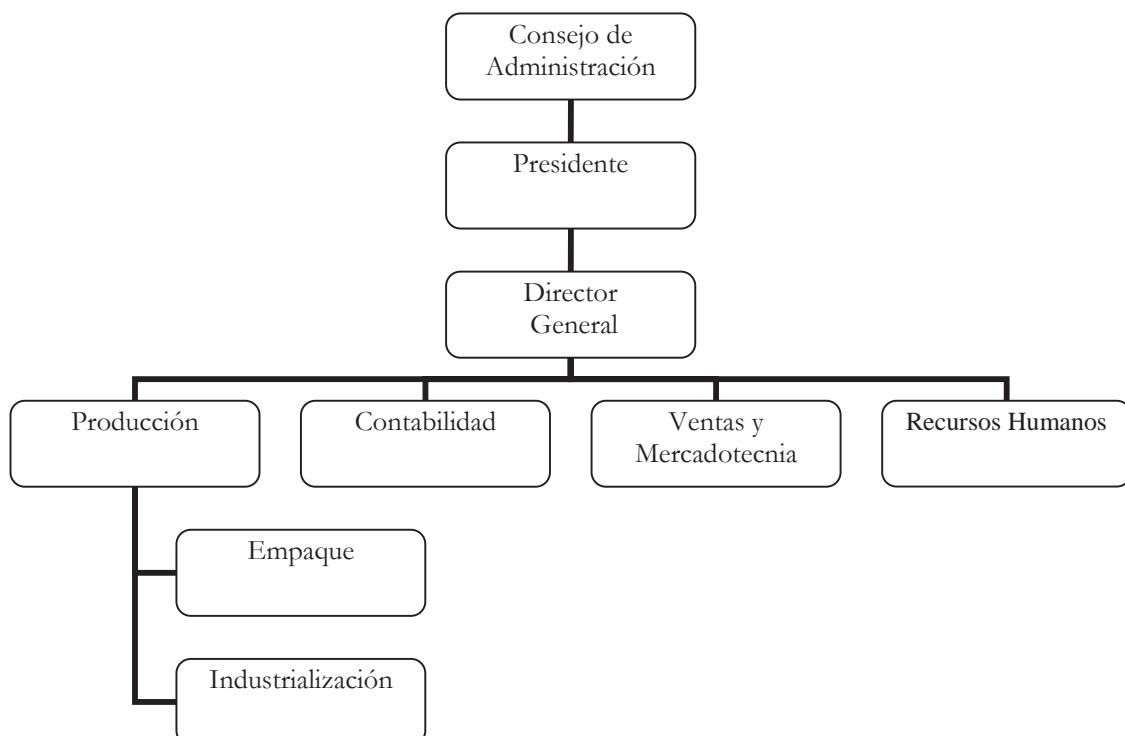 Consejo de
Administración
Presidente
Director
General
Producción
Contabilidad
Ventas y
Mercadotecnia
Recursos Humanos
Empaque
Industrialización